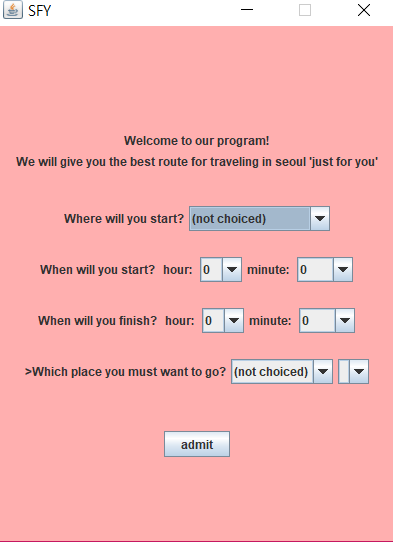 SFY
Welcome to our program!
We will give you the best route for traveling in seoul 'just for you'
Where will you start? (not choiced)
When will you start? hour: 0 minute: 0
When will you finish? hour: 0 minute: 0
>Which place you must want to go? (not choiced)
admit